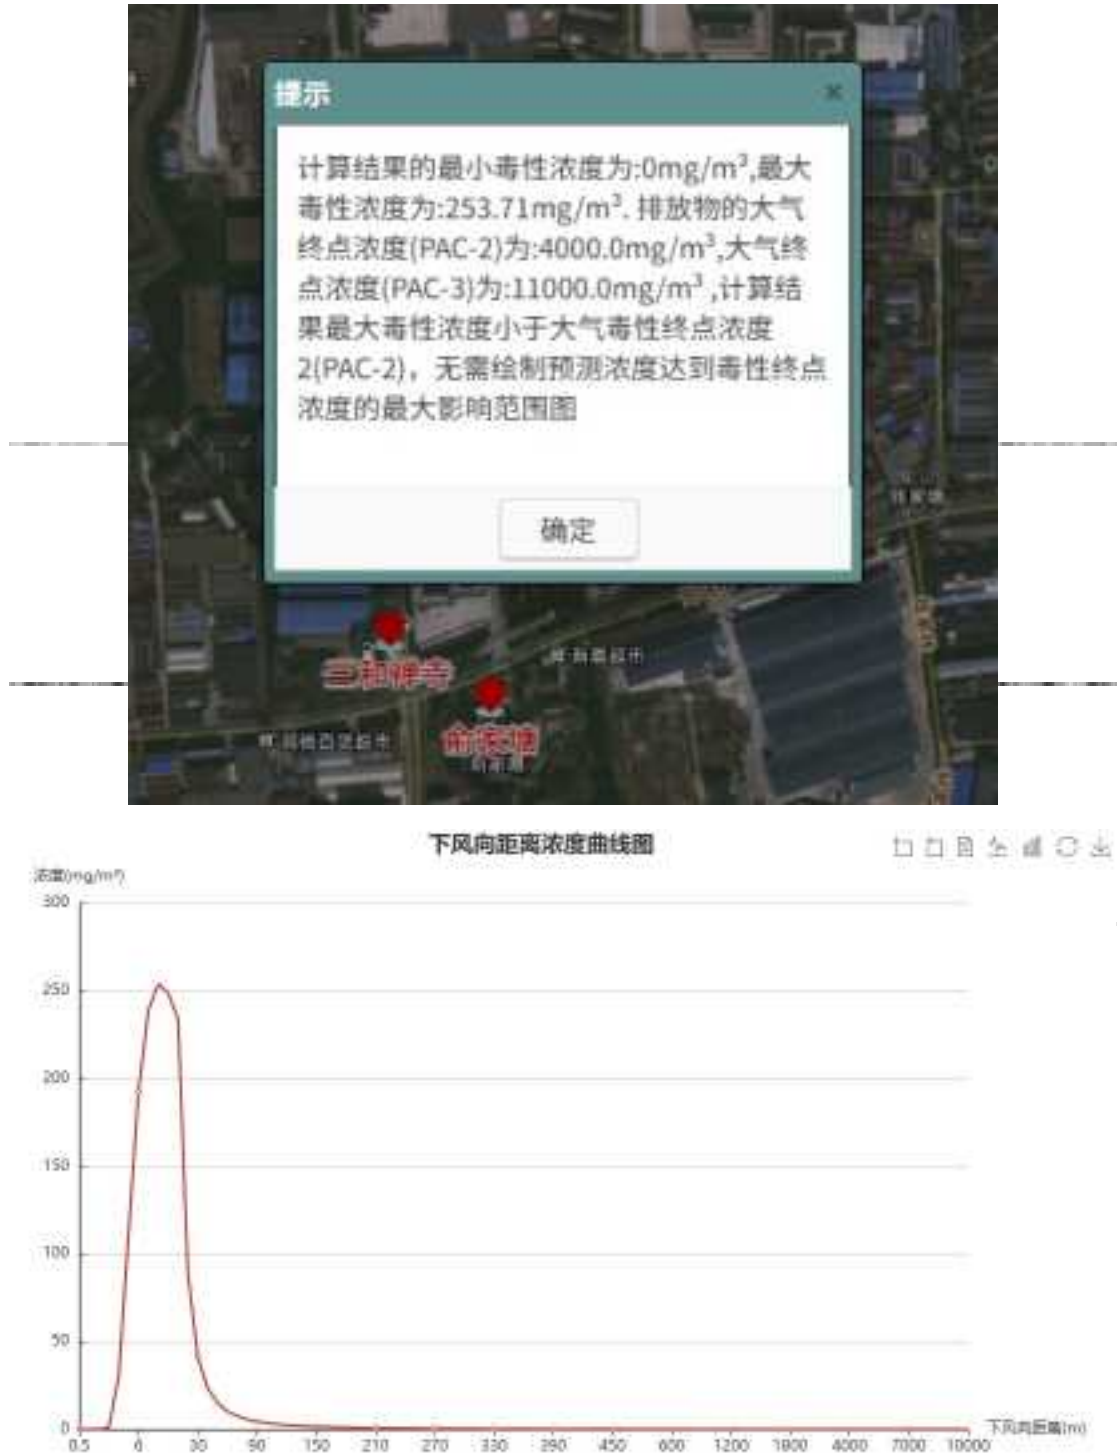 提示
×
计算结果的最小毒性浓度为:0mg/m³,最大
毒性浓度为:253.71mg/m³. 排放物的大气
终点浓度(PAC-2)为:4000.0mg/m³,大气终
点浓度(PAC-3)为:11000.0mg/m³ ,计算结
果最大毒性浓度小于大气毒性终点浓度
2(PAC-2)，无需绘制预测浓度达到毒性终点
浓度的最大影响范围图
确定
三和禅寺
下风向距离浓度曲线图
浓度(mg/m³)
300
250
200
150
100
50
0
0.5 6 30 90 150 210 270 330 390 450 600 1200 1800 4000 7000 10000
下风向距离(m)